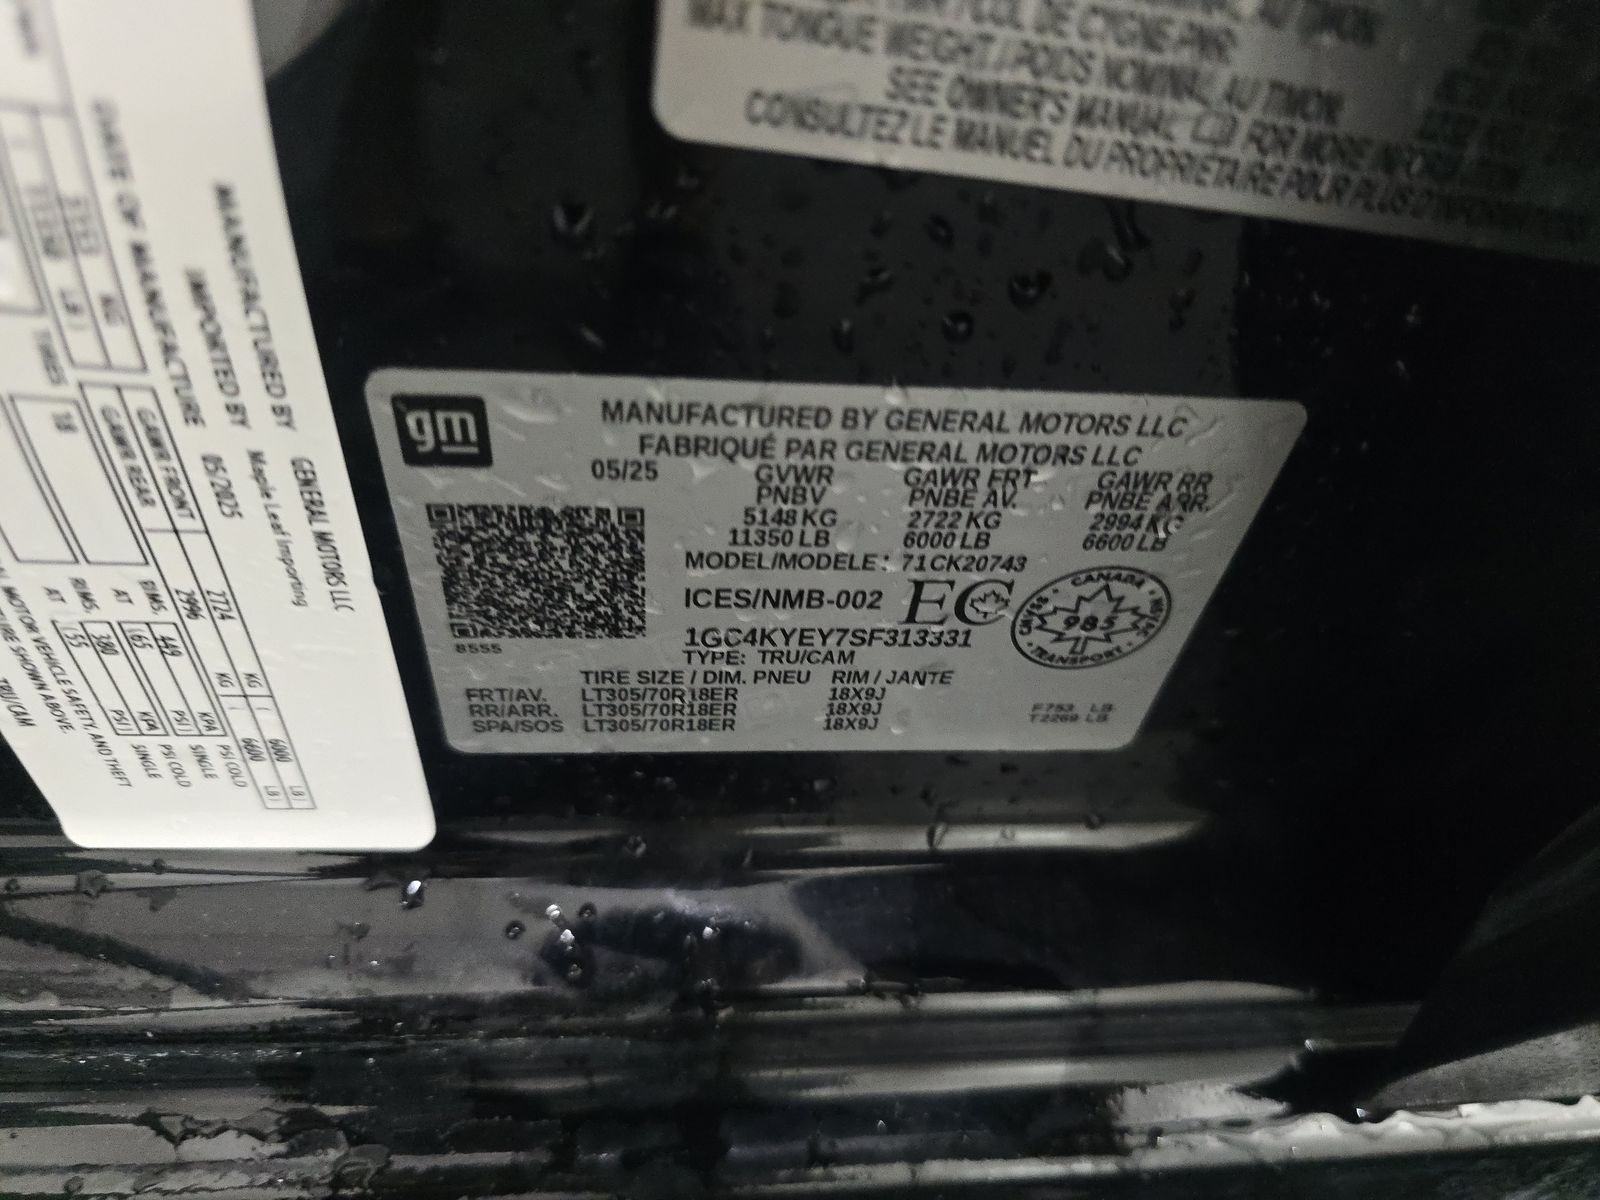 MAX TONGUE WEIGHT / POIDS NOMINAL AU TIMON
SEE OWNER'S MANUAL FOR MORE INFORMATION
CONSULTEZ LE MANUEL DU PROPRIETAIRE POUR PLUS D'INFORMATIONS
gm
MANUFACTURED BY GENERAL MOTORS LLC
FABRIQUÉ PAR GENERAL MOTORS LLC
05/25 GVWR GAWR FRT GAWR RR
PNBV PNBE AV. PNBE ARR.
5148 KG 2722 KG 2994 KG
11350 LB 6000 LB 6600 LB
MODEL/MODELE: 71CK20743
ICES/NMB-002 EC
CANADA
CMVSS 985 NSVAC
TRANSPORT
1GC4KYEY7SF313331
8555
TYPE: TRU/CAM
TIRE SIZE / DIM. PNEU RIM / JANTE
FRT/AV. LT305/70R18ER 18X9J
RR/ARR. LT305/70R18ER 18X9J
SPA/SOS LT305/70R18ER 18X9J
F753 LB
T2269 LB
MANUFACTURED BY GENERAL MOTORS LLC
IMPORTED BY Maple Leaf Importing
DATE OF MANUFACTURE 05/2025
GAWR FRONT 2724 KG ( 6000 LB )
GAWR REAR 2996 KG ( 6600 LB )
TIRES 18
RIMS. 449 KPA PSI COLD
AT 65 PSI SINGLE
RIMS. 380 KPA PSI COLD
AT 55 PSI SINGLE
MOTOR VEHICLE SAFETY, AND THEFT
SHOWN ABOVE.
TRU/CAM